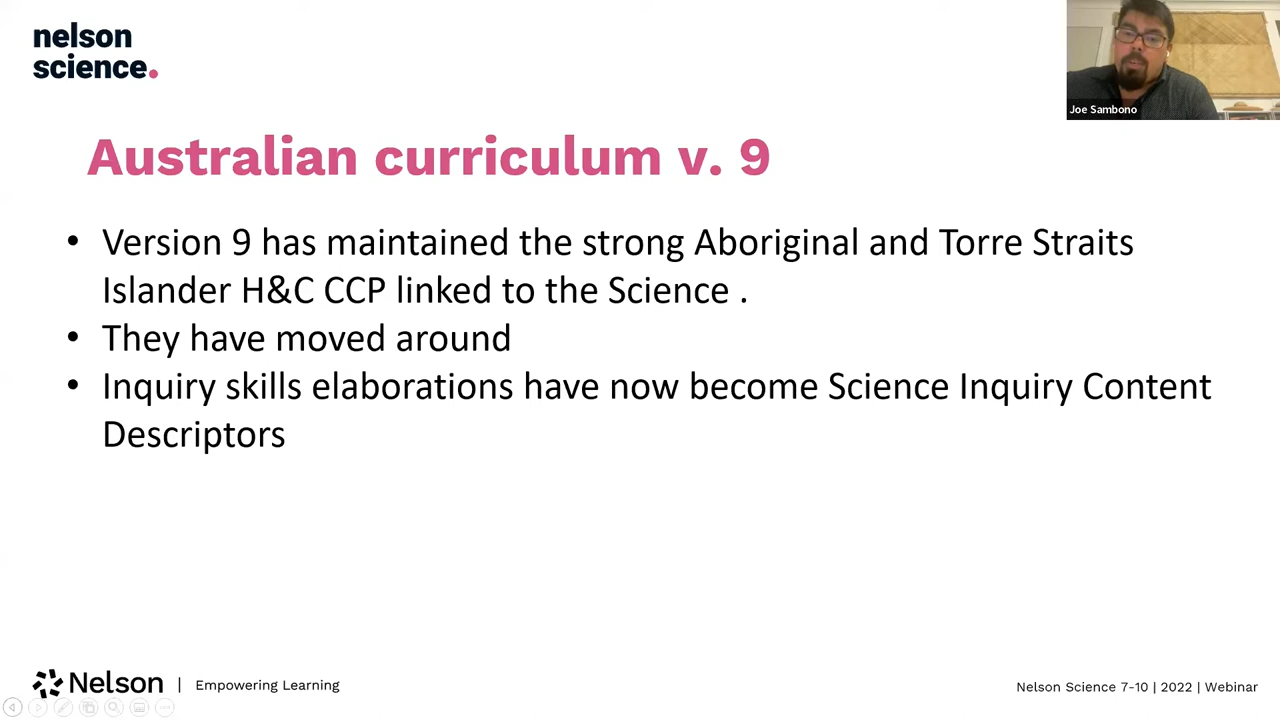 nelson
science.
Joe Sambono
Australian curriculum v. 9
• Version 9 has maintained the strong Aboriginal and Torre Straits
Islander H&C CCP linked to the Science .
• They have moved around
• Inquiry skills elaborations have now become Science Inquiry Content
Descriptors
Nelson | Empowering Learning
Nelson Science 7-10 | 2022 | Webinar